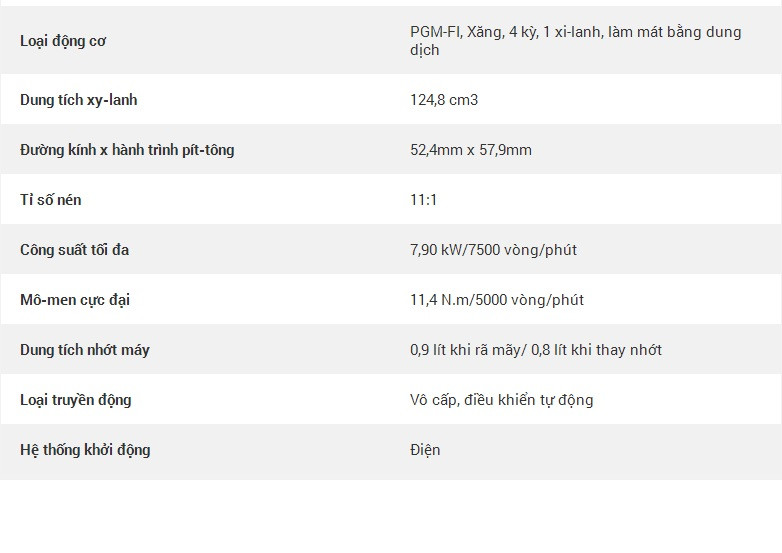 Loại động cơ
PGM-FI, Xăng, 4 kỳ, 1 xi-lanh, làm mát bằng dung
dịch
Dung tích xy-lanh
124,8 cm3
Đường kính x hành trình pít-tông
52,4mm x 57,9mm
Tỉ số nén
11:1
Công suất tối đa
7,90 kW/7500 vòng/phút
Mô-men cực đại
11,4 N.m/5000 vòng/phút
Dung tích nhớt máy
0,9 lít khi rã mãy/ 0,8 lít khi thay nhớt
Loại truyền động
Vô cấp, điều khiển tự động
Hệ thống khởi động
Điện